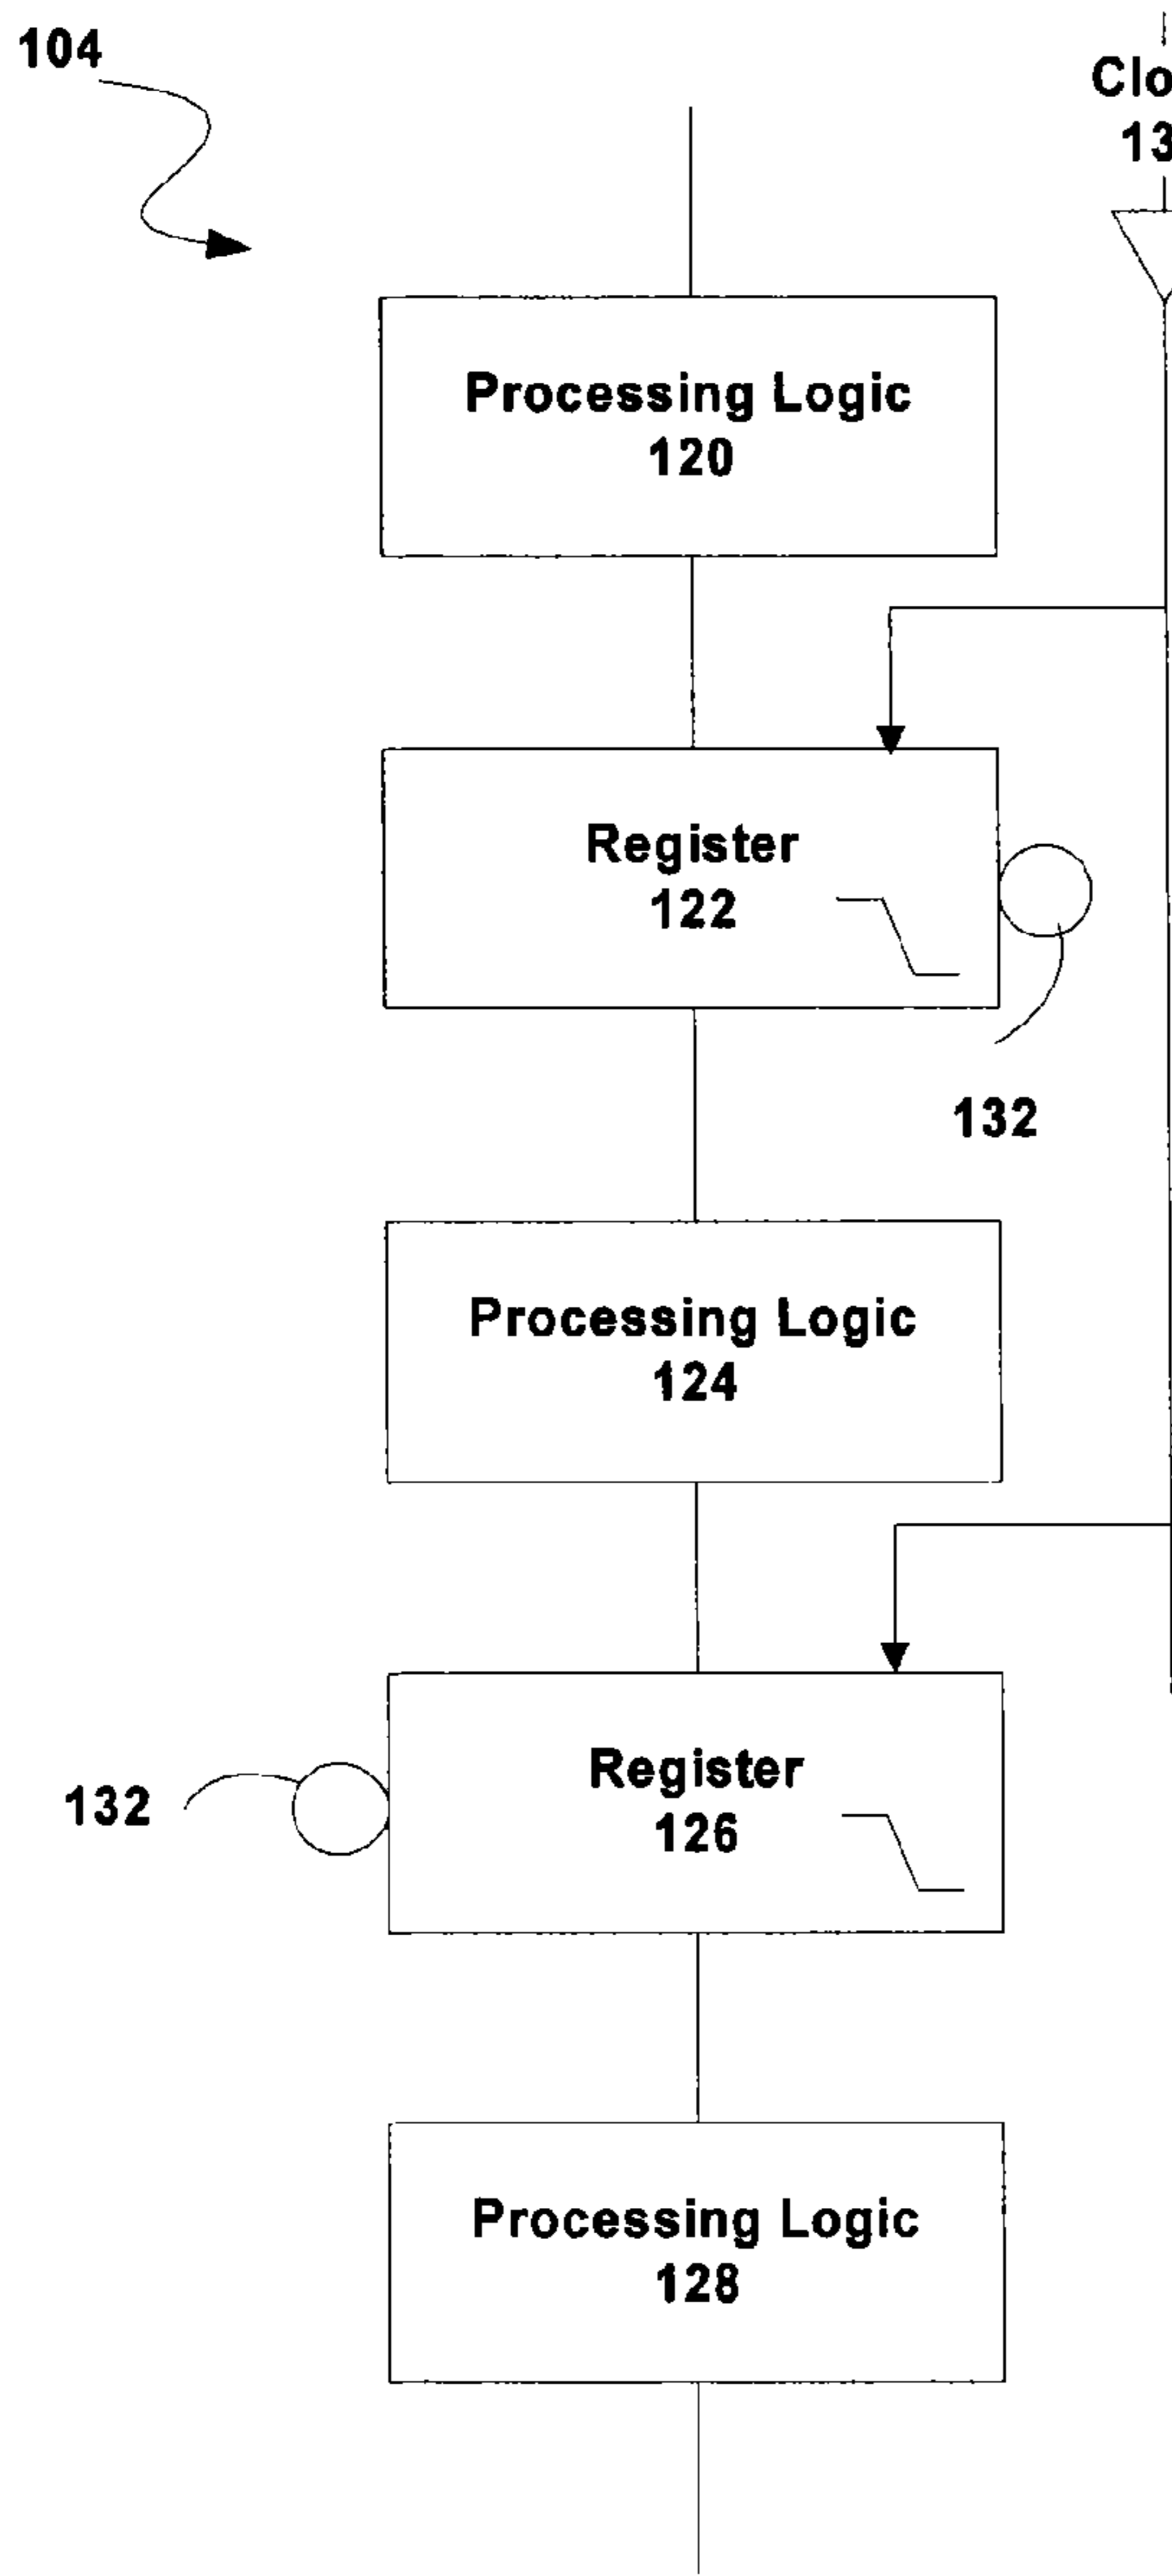 104
Clo
13
Processing Logic
120
Register
122
132
Processing Logic
124
Register
126
132
Processing Logic
128